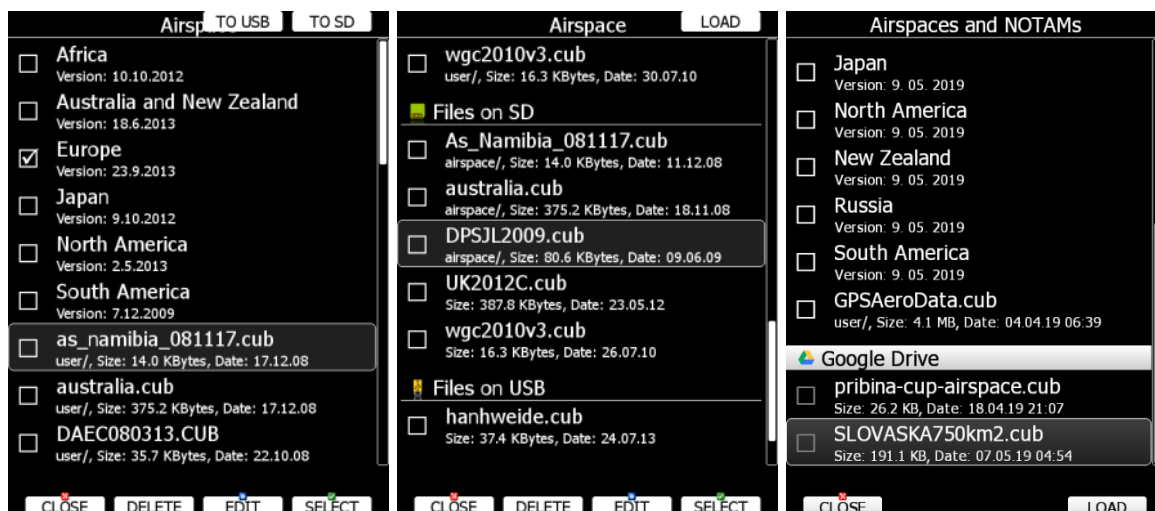 Airspace
TO USB
TO SD
Africa
Version: 10.10.2012
Australia and New Zealand
Version: 18.6.2013
Europe
Version: 23.9.2013
Japan
Version: 9.10.2012
North America
Version: 2.5.2013
South America
Version: 7.12.2009
as_namibia_081117.cub
user/, Size: 14.0 KBytes, Date: 17.12.08
australia.cub
user/, Size: 375.2 KBytes, Date: 17.12.08
DAEC080313.CUB
user/, Size: 35.7 KBytes, Date: 22.10.08
CLOSE
DELETE
EDIT
SELECT
Airspace
LOAD
wgc2010v3.cub
user/, Size: 16.3 KBytes, Date: 30.07.10
Files on SD
As_Namibia_081117.cub
airspace/, Size: 14.0 KBytes, Date: 11.12.08
australia.cub
airspace/, Size: 375.2 KBytes, Date: 18.11.08
DPSJL2009.cub
airspace/, Size: 80.6 KBytes, Date: 09.06.09
UK2012C.cub
Size: 387.8 KBytes, Date: 23.05.12
wgc2010v3.cub
Size: 16.3 KBytes, Date: 26.07.10
Files on USB
hanhweide.cub
Size: 37.4 KBytes, Date: 24.07.13
CLOSE
DELETE
EDIT
SELECT
Airspaces and NOTAMs
Japan
Version: 9. 05. 2019
North America
Version: 9. 05. 2019
New Zealand
Version: 9. 05. 2019
Russia
Version: 9. 05. 2019
South America
Version: 9. 05. 2019
GPSAeroData.cub
user/, Size: 4.1 MB, Date: 04.04.19 06:39
Google Drive
pribina-cup-airspace.cub
Size: 26.2 KB, Date: 18.04.19 21:07
SLOVASKA750km2.cub
Size: 191.1 KB, Date: 07.05.19 04:54
CLOSE
LOAD